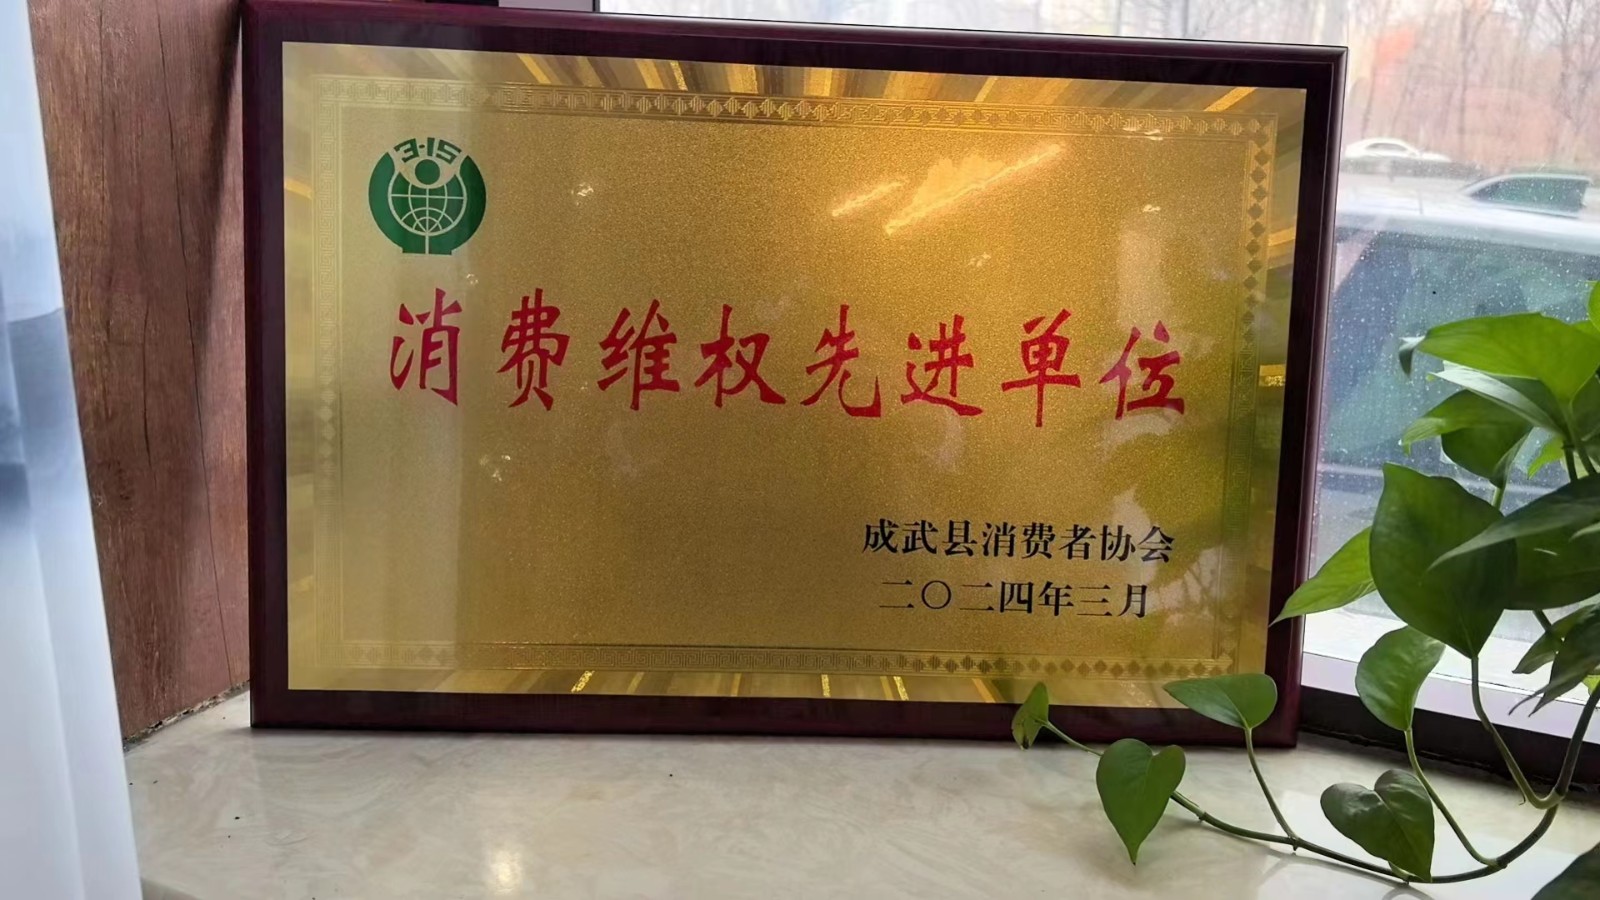 3·15
消费维权先进单位
成武县消费者协会
二〇二四年三月